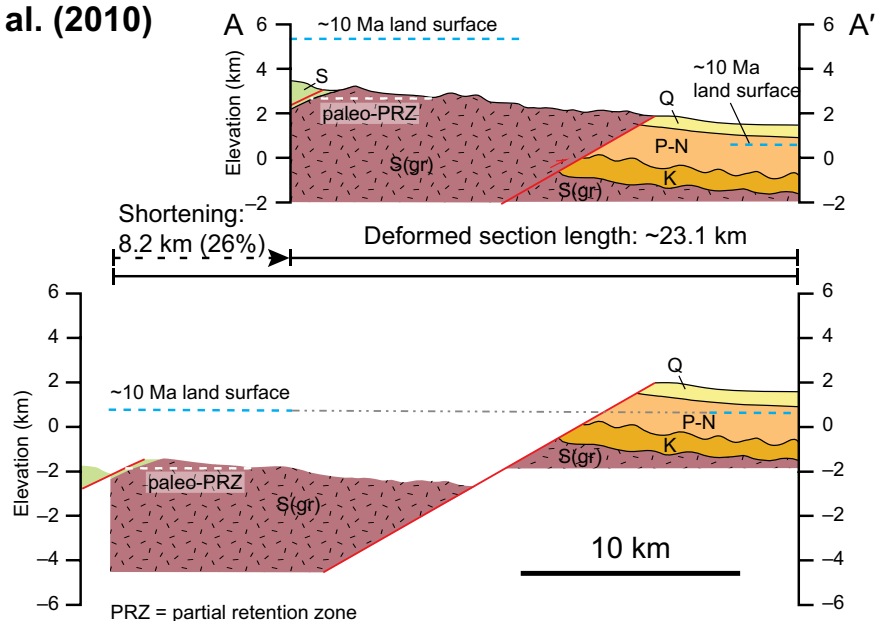 al. (2010)
A
A′
6
4
2
0
−2
Elevation (km)
~10 Ma land surface
S
paleo-PRZ
S(gr)
S(gr)
Q
P-N
K
~10 Ma
land surface
6
4
2
0
−2
Shortening:
8.2 km (26%)
Deformed section length: ~23.1 km
6
4
2
0
−2
−4
−6
Elevation (km)
~10 Ma land surface
paleo-PRZ
S(gr)
Q
P-N
K
S(gr)
10 km
6
4
2
0
−2
−4
−6
PRZ = partial retention zone